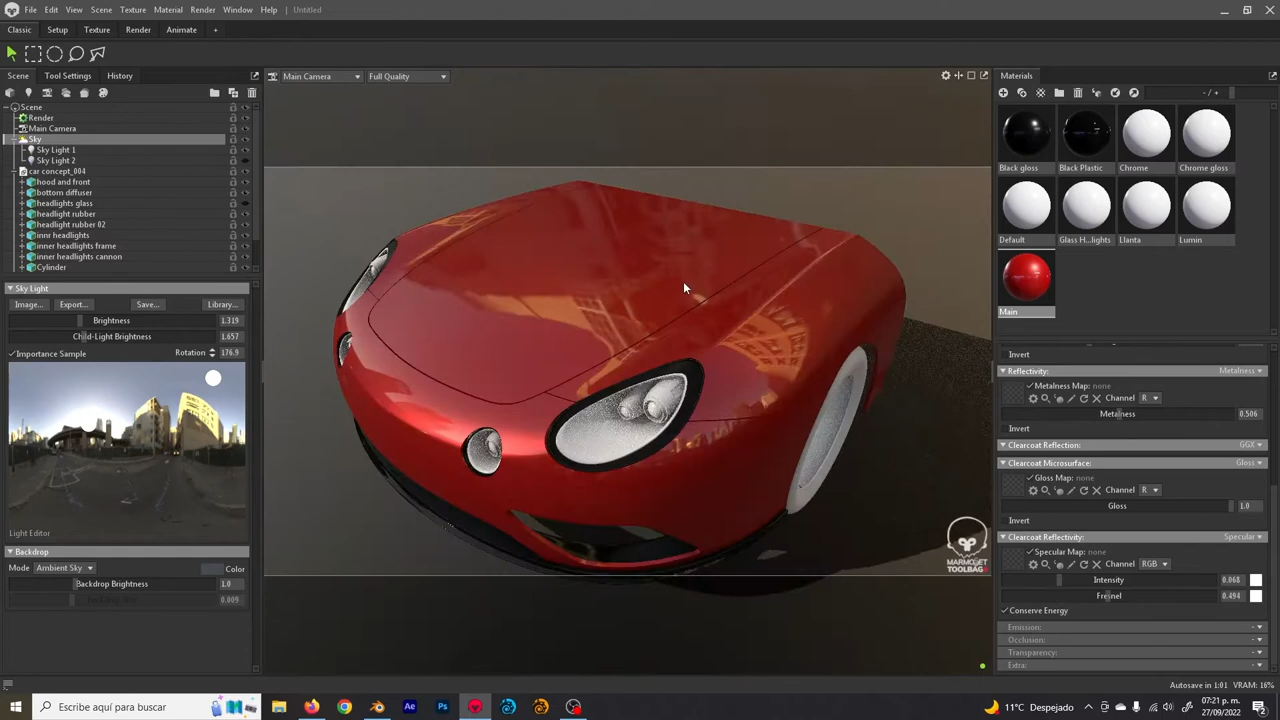 File Edit View Scene Texture Material Render Window Help Untitled
Classic Setup Texture Render Animate +
Scene Tool Settings History
Main Camera Full Quality
Materials
- / +
Scene
Render
Main Camera
Sky
Sky Light 1
Sky Light 2
car concept_004
hood and front
bottom diffuser
headlights glass
headlight rubber
headlight rubber 02
innr headlights
inner headlights frame
inner headlights cannon
Cylinder
Sky Light
Image... Export... Save... Library...
Brightness 1.319
Child-Light Brightness 1.657
Importance Sample Rotation 176.9
Light Editor
Backdrop
Mode Ambient Sky Color
Backdrop Brightness 1.0
0.009
MARMOSET
TOOLBAG
Black gloss Black Plastic Chrome Chrome gloss
Default Glass H...lights Llanta Lumin
Main
Invert
Reflectivity: Metalness
Metalness Map: none
Channel R
Metalness 0.506
Invert
Clearcoat Reflection: GGX
Clearcoat Microsurface: Gloss
Gloss Map: none
Channel R
Gloss 1.0
Invert
Clearcoat Reflectivity: Specular
Specular Map: none
Channel RGB
Intensity 0.068
Fresnel 0.494
Conserve Energy
Emission:
Occlusion:
Transparency:
Extra:
Autosave in 1:01 VRAM: 16%
Escribe aquí para buscar
Ae Ps
11°C Despejado
07:21 p. m.
27/09/2022